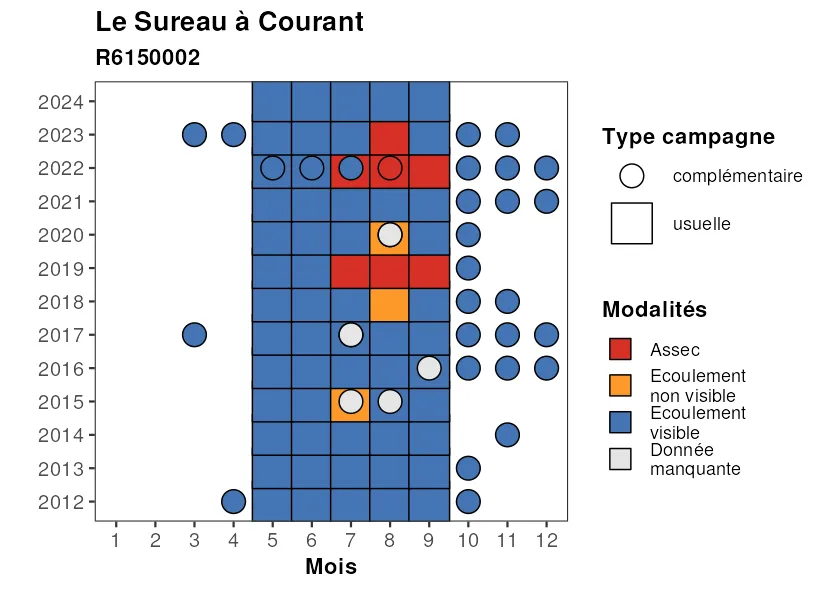 Le Sureau à Courant
R6150002
2024
2023
2022
2021
2020
2019
2018
2017
2016
2015
2014
2013
2012
1 2 3 4 5 6 7 8 9 10 11 12
Mois
Type campagne
complémentaire
usuelle
Modalités
Assec
Ecoulement
non visible
Ecoulement
visible
Donnée
manquante